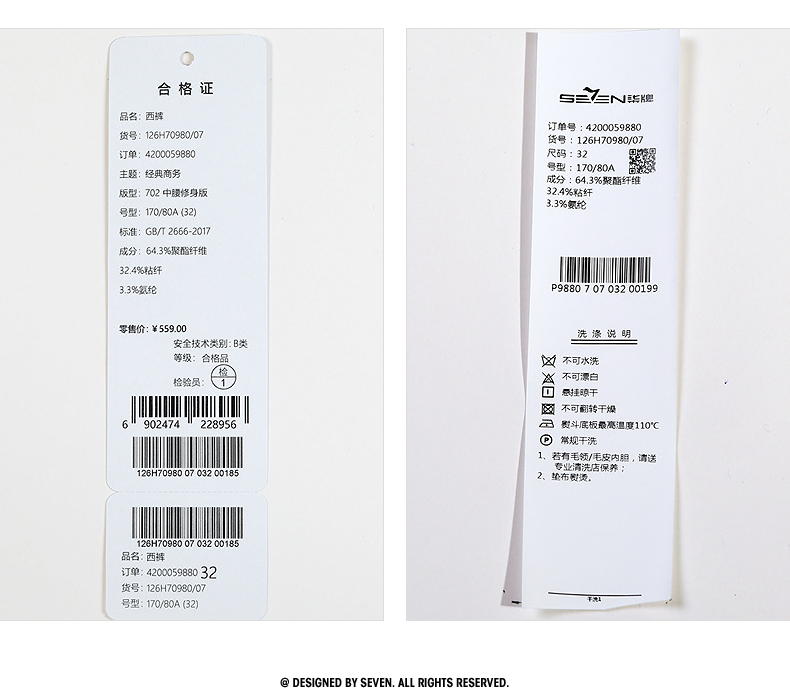 合格证
品名：西裤
货号：126H70980/07
订单：4200059880
主题：经典商务
版型：702 中腰修身版
号型：170/80A (32)
标准：GB/T 2666-2017
成分：64.3%聚酯纤维
32.4%粘纤
3.3%氨纶
零售价：¥559.00
安全技术类别：B类
等级：合格品
检验员：检 1
6 902474 228956
126H70980 07 032 00185
126H70980 07 032 00185
品名：西裤
订单：4200059880 32
货号：126H70980/07
号型：170/80A (32)
SEVEN 柒牌
订单号：4200059880
货号：126H70980/07
尺码：32
号型：170/80A
成分：64.3%聚酯纤维
32.4%粘纤
3.3%氨纶
P9880 7 07 032 00199
洗涤说明
不可水洗
不可漂白
悬挂晾干
不可翻转干燥
熨斗底板最高温度110℃
P 常规干洗
1、若有毛领/毛皮内胆，请送
专业清洗店保养；
2、垫布熨烫。
干洗1
@ DESIGNED BY SEVEN. ALL RIGHTS RESERVED.